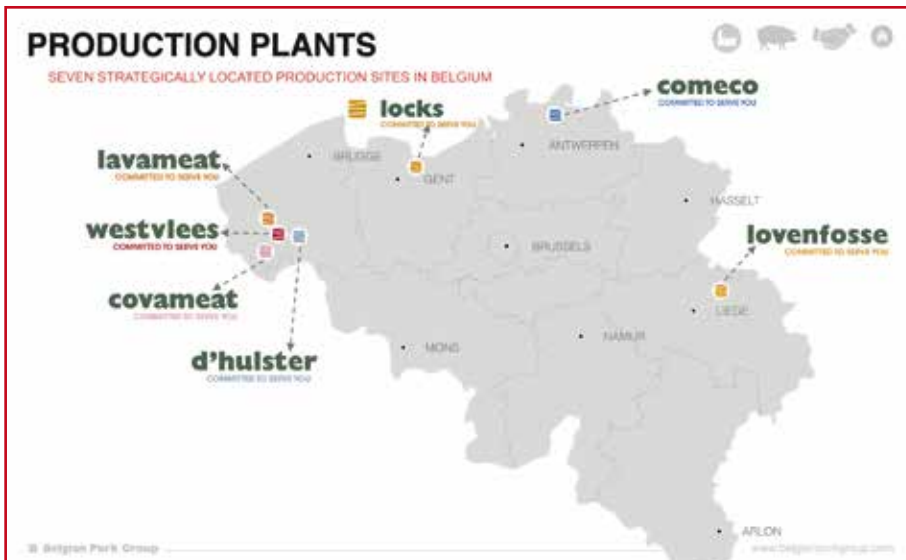 PRODUCTION PLANTS
SEVEN STRATEGICALLY LOCATED PRODUCTION SITES IN BELGIUM
comeco
COMMITTED TO SERVE YOU
locks
COMMITTED TO SERVE YOU
ANTWERPEN
BRUGGE
lavameat
COMMITTED TO SERVE YOU
GENT
HASSELT
westvlees
COMMITTED TO SERVE YOU
BRUSSELS
lovenfosse
COMMITTED TO SERVE YOU
covameat
COMMITTED TO SERVE YOU
LIEGE
NAMUR
MONS
d'hulster
COMMITTED TO SERVE YOU
ARLON
Belgian Pork Group
www.belgianporkgroup.com